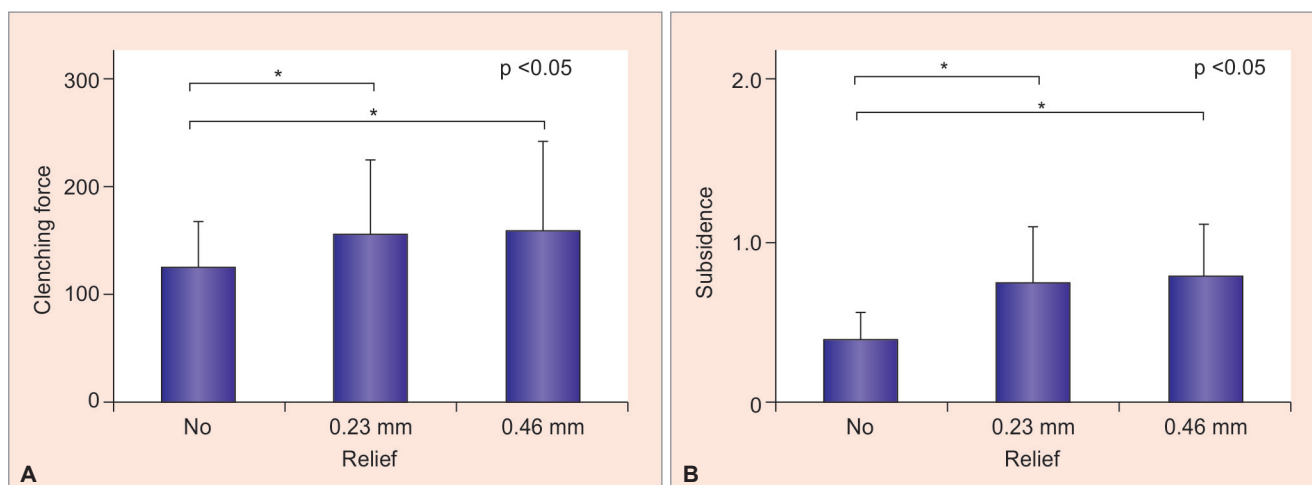 300
200
100
0
Clenching force
p <0.05
*
*
No
0.23 mm
0.46 mm
Relief
A
2.0
1.0
0
Subsidence
p <0.05
*
*
No
0.23 mm
0.46 mm
Relief
B